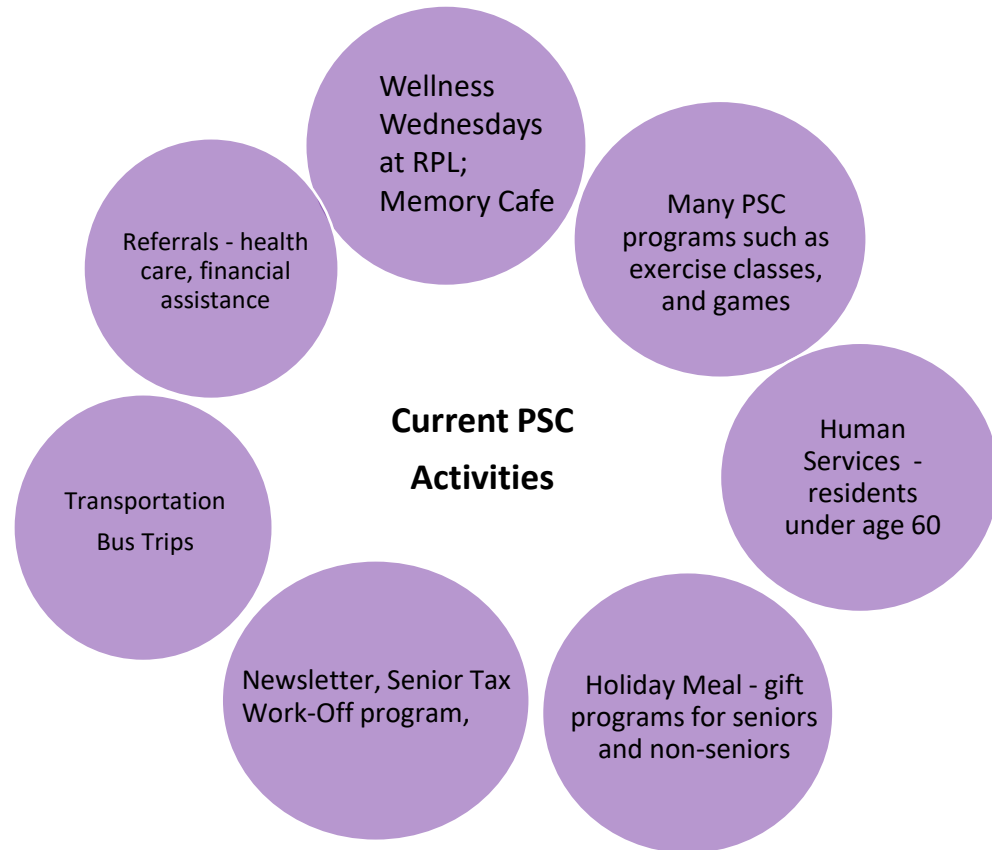 Wellness
Wednesdays
at RPL;
Memory Cafe
Many PSC
programs such as
exercise classes,
and games
Human
Services -
residents
under age 60
Holiday Meal - gift
programs for seniors
and non-seniors
Newsletter, Senior Tax
Work-Off program,
Transportation
Bus Trips
Referrals - health
care, financial
assistance
Current PSC
Activities